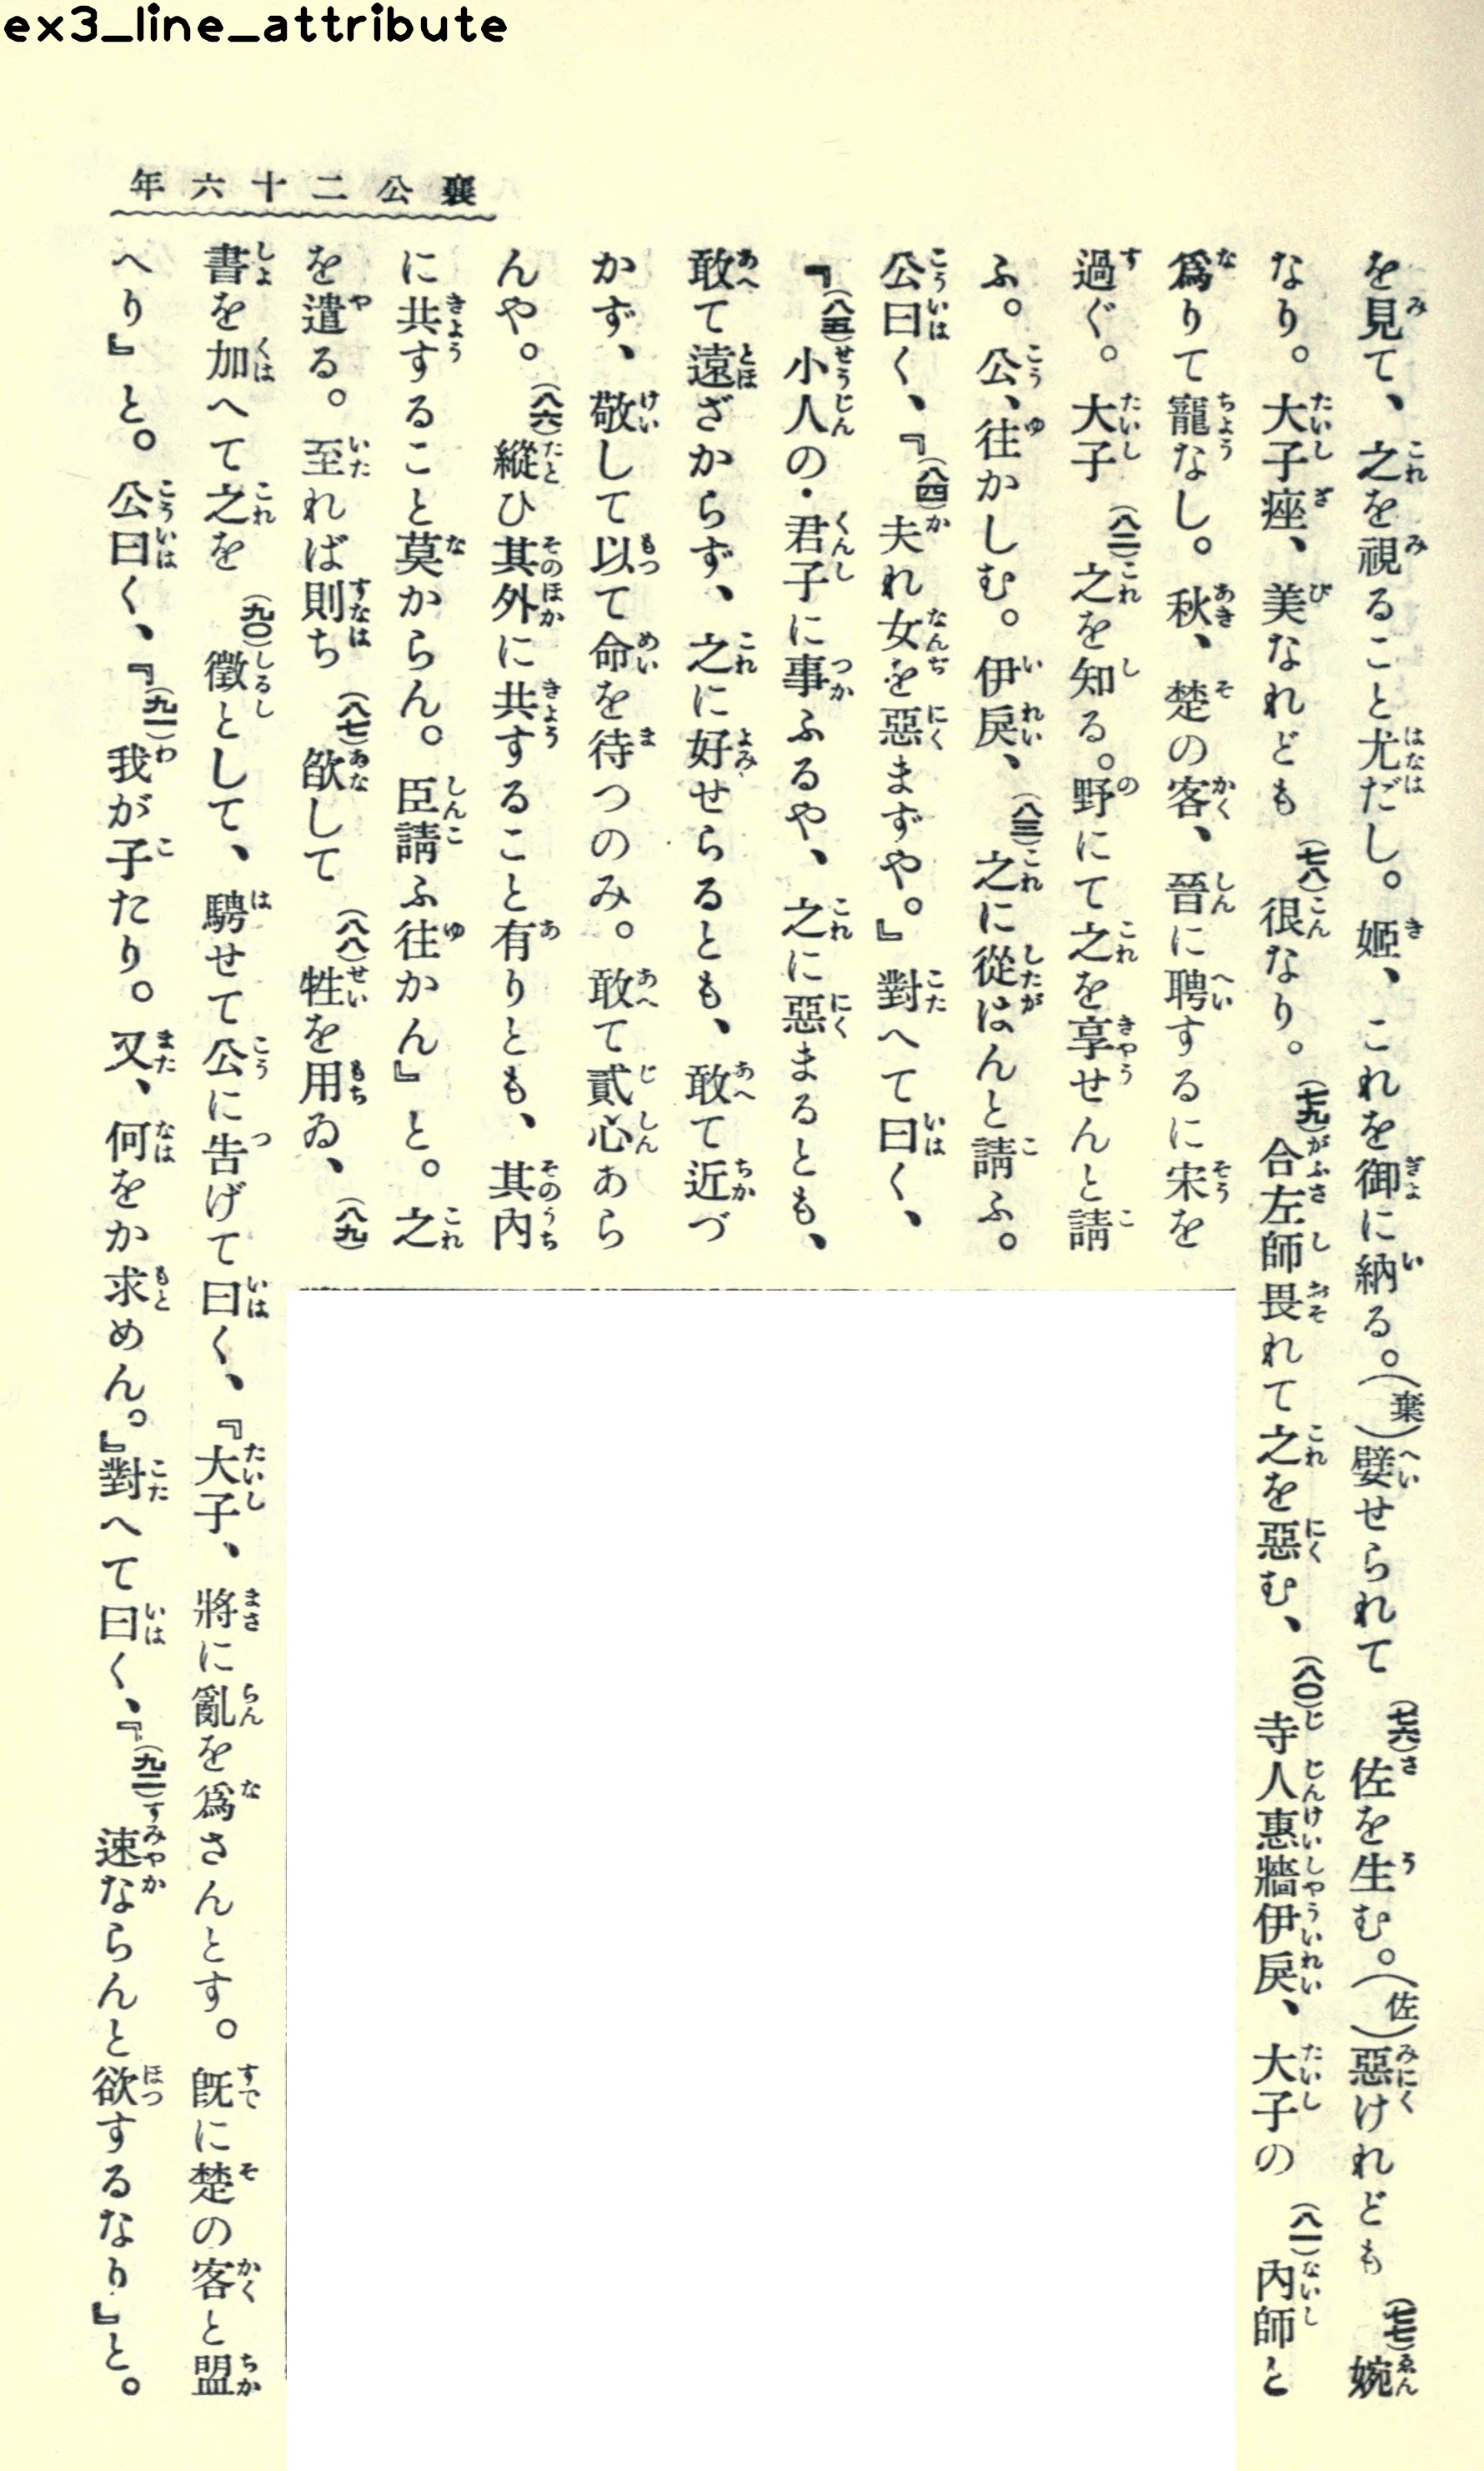 ex3_line_attribute
襄公二十六年
を見て、之を視ること尤だし。姬、これを御に納る。(棄)嬖せられて(七六)佐を生む。(佐)惡けれども(七七)婉
なり。大子痤、美なれども(七八)很なり。(七九)合左師畏れて之を惡む、(八〇)寺人惠牆伊戾、大子の(八一)內師と
爲りて寵なし。秋、楚の客、晉に聘するに宋を
過ぐ。大子(八二)之を知る。野にて之を享せんと請
ふ。公、往かしむ。伊戾、(八三)之に從はんと請ふ。
公曰く、『(八四)夫れ女を惡まずや。』對へて曰く、
『(八五)小人の・君子に事ふるや、之に惡まるとも、
敢て遠ざからず、之に好せらるとも、敢て近づ
かず、敬して以て命を待つのみ。敢て貳心あら
んや。(八六)縱ひ其外に共すること有りとも、其內
に共すること莫からん。臣請ふ往かん』と。之
を遣る。至れば則ち(八七)欿して(八八)牲を用ゐ、(八九)
書を加へて之を(九〇)徵として、騁せて公に吿げて曰く、『大子、將に亂を爲さんとす。旣に楚の客と盟
へり』と。公曰く、『(九一)我が子たり。又、何をか求めん。』對へて曰く、『(九二)速ならんと欲するなり』と。